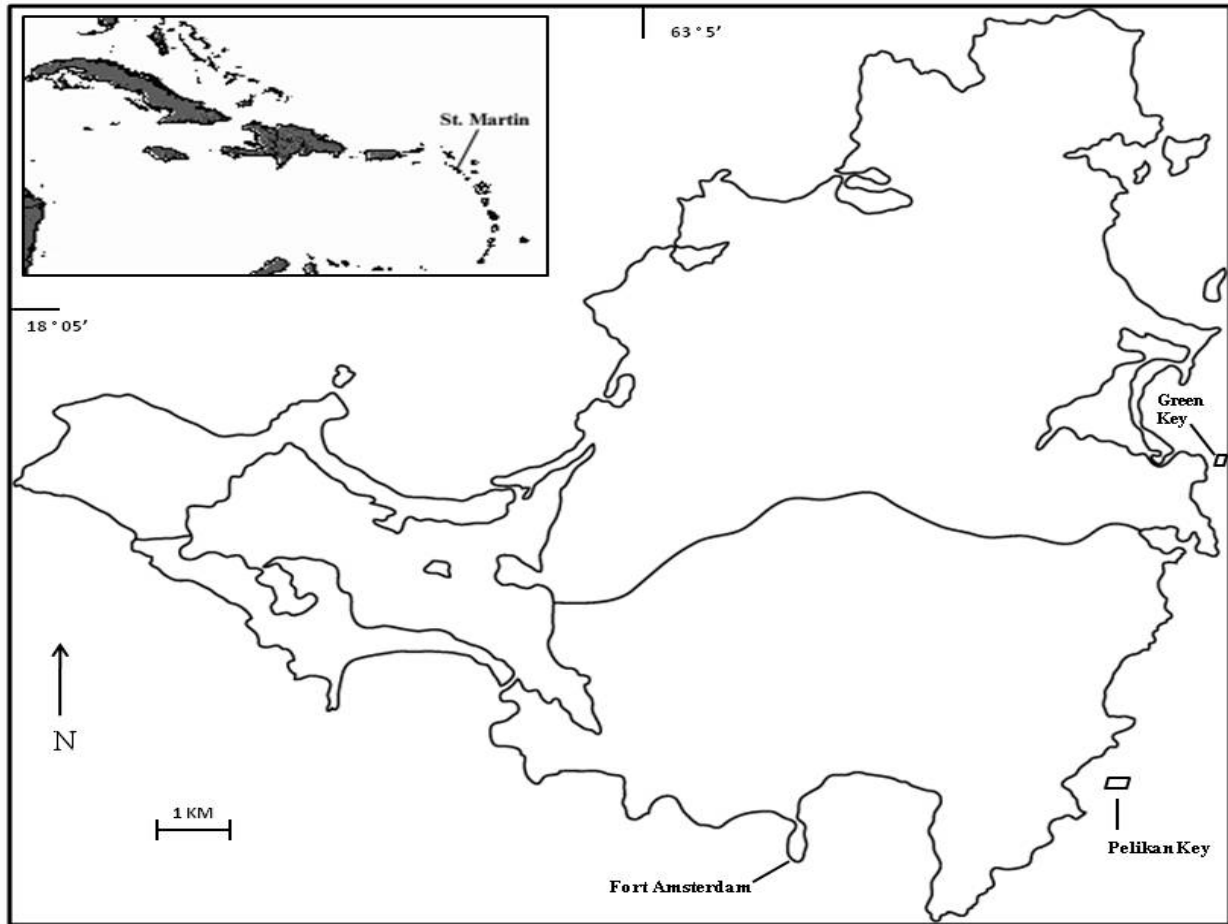 63°5'
St. Martin
18°05'
Green
Key
N
1 KM
Pelikan Key
Fort Amsterdam